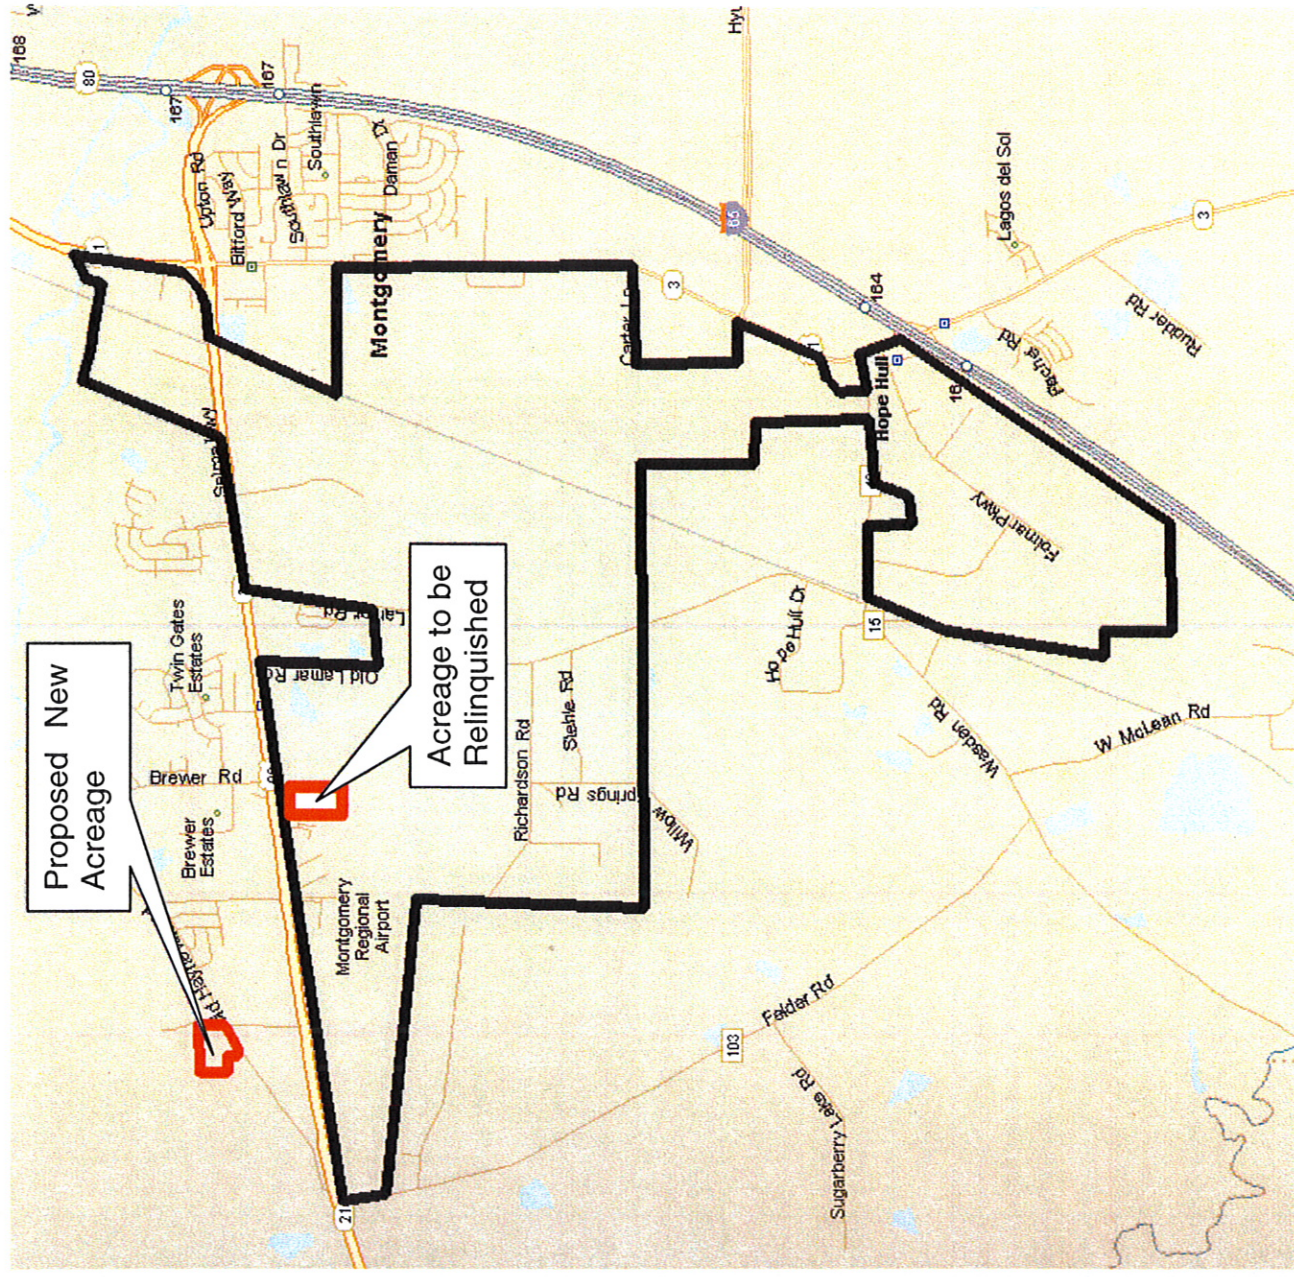 168
80
167
167
Upton Rd
Bitford Way
Southlawn Dr
Southlawn
Daman Dr
Montgomery
65
3
3
Carter Ln
164
Lagos del Sol
Rudder Rd
Hope Hull
Folmar Pkwy
15
Hope Hull Dr
Wasden Rd
W McLean Rd
Selma Hwy
Lamar Rd
Old Lamar Rd
Twin Gates
Estates
Brewer Rd
Brewer
Estates
Proposed New
Acreage
Acreage to be
Relinquished
Montgomery
Regional
Airport
Richardson Rd
Stehle Rd
Willow
Springs Rd
21
103
Felder Rd
Sugarberry Lake Rd